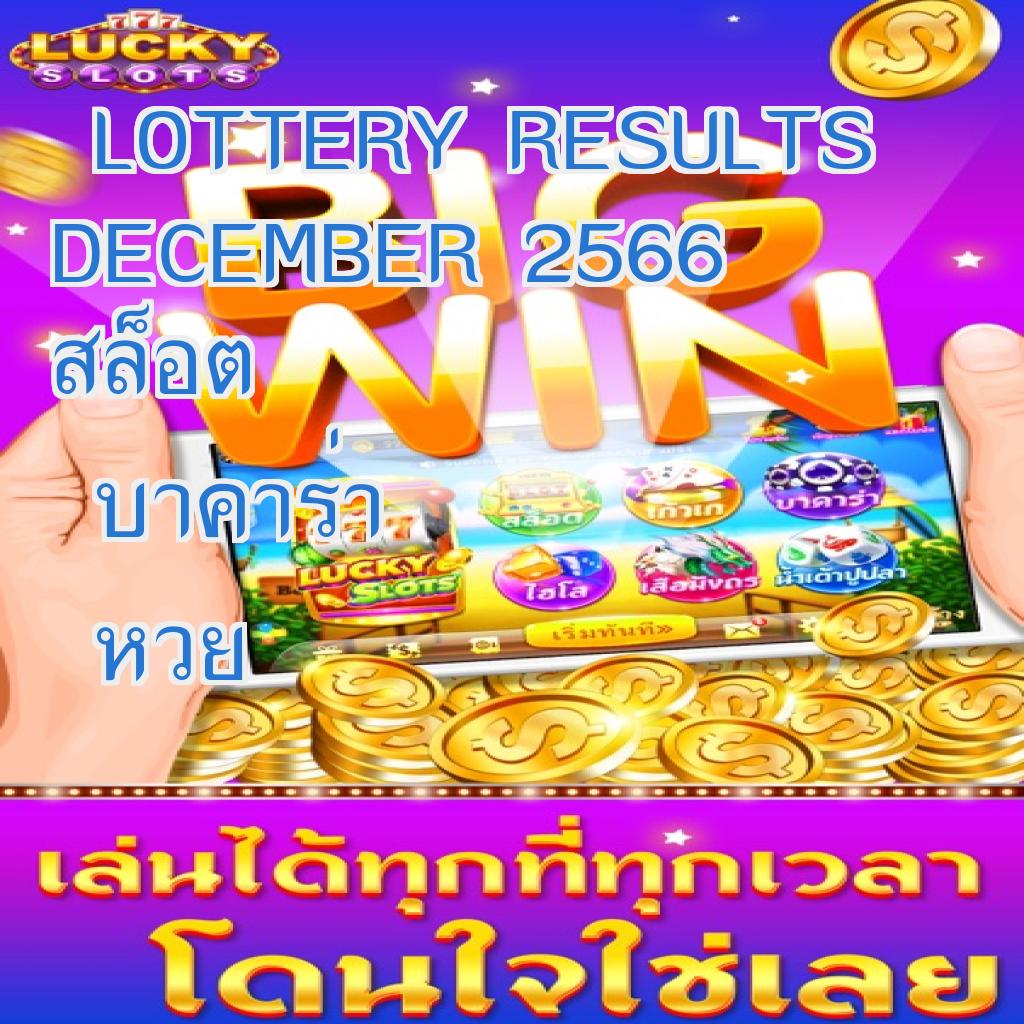 777
LUCKY
SLOTS
LOTTERY RESULTS
BIG
DECEMBER 2566
WIN
สล็อต
บาคาร่า
หวย
สล็อต
เก้าเก
บาคาร่า
777
LUCKY
SLOTS
ไฮโล
เสือมังกร
น้ำเต้าปูปลา
เริ่มทันที»
เล่นได้ทุกที่ทุกเวลา
โดนใจใช่เลย